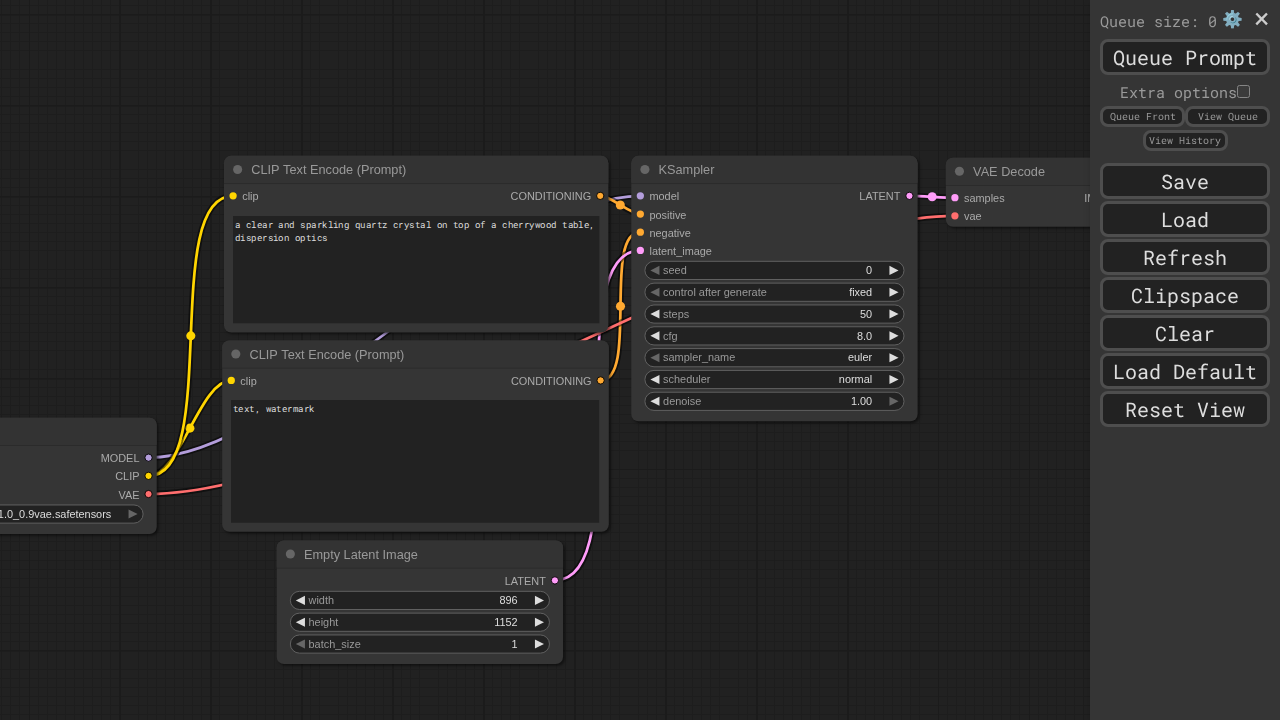 Queue size: 0
Queue Prompt
Extra options
Queue Front
View Queue
View History
Save
Load
Refresh
Clipspace
Clear
Load Default
Reset View
CLIP Text Encode (Prompt)
clip
CONDITIONING
a clear and sparkling quartz crystal on top of a cherrywood table,
dispersion optics
CLIP Text Encode (Prompt)
clip
CONDITIONING
text, watermark
MODEL
CLIP
VAE
1.0_0.9vae.safetensors
Empty Latent Image
LATENT
width 896
height 1152
batch_size 1
KSampler
model
LATENT
positive
negative
latent_image
seed 0
control after generate fixed
steps 50
cfg 8.0
sampler_name euler
scheduler normal
denoise 1.00
VAE Decode
samples
vae